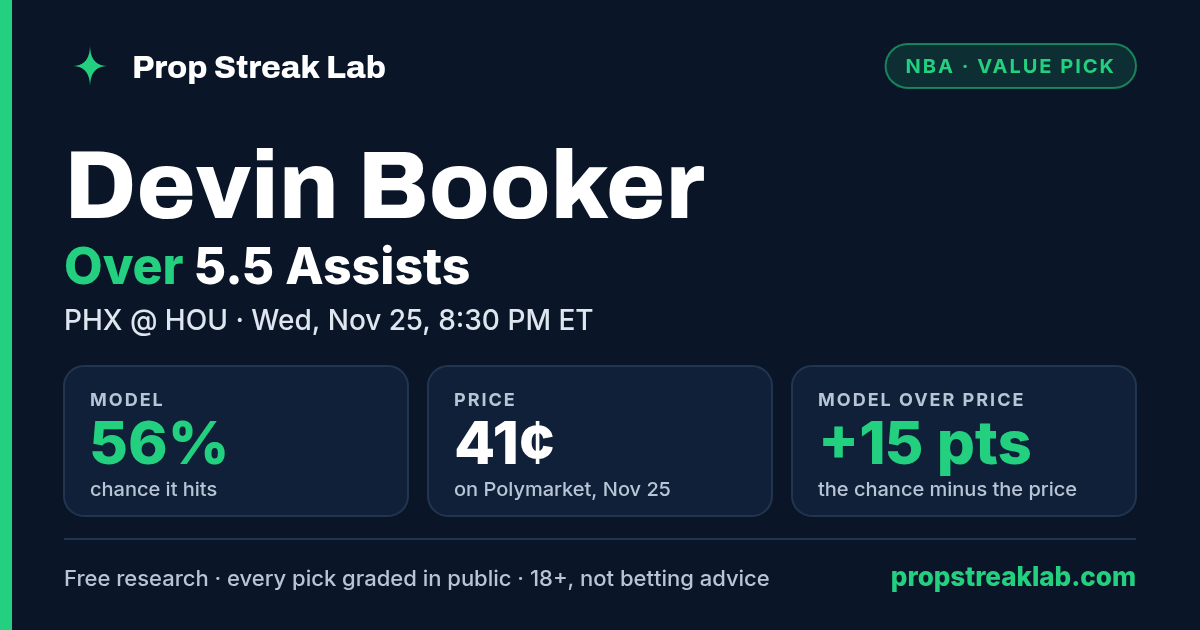 Prop Streak Lab
NBA · VALUE PICK
Devin Booker
Over 5.5 Assists
PHX @ HOU · Wed, Nov 25, 8:30 PM ET
MODEL
56%
chance it hits
PRICE
41¢
on Polymarket, Nov 25
MODEL OVER PRICE
+15 pts
the chance minus the price
Free research · every pick graded in public · 18+, not betting advice
propstreaklab.com